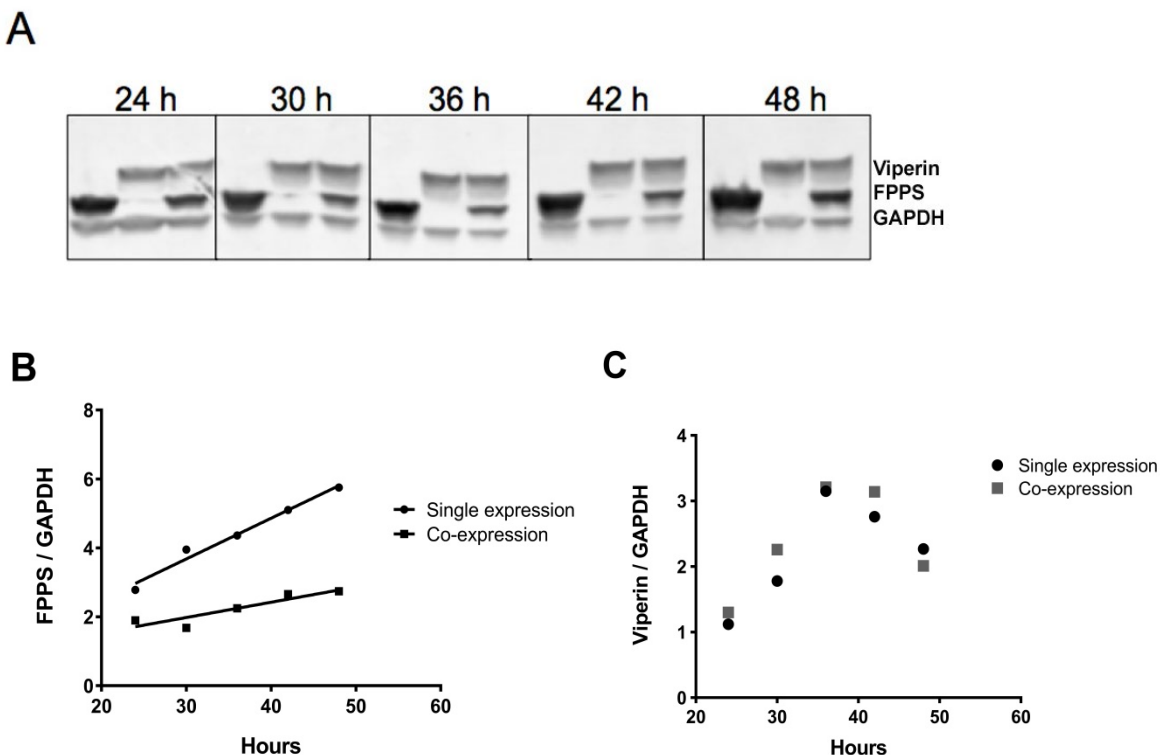 A
24 h 30 h 36 h 42 h 48 h
Viperin
FPPS
GAPDH
B
FPPS / GAPDH
8
6
4
2
0
20 30 40 50 60
Hours
Single expression
Co-expression
C
Viperin / GAPDH
4
3
2
1
0
20 30 40 50 60
Hours
Single expression
Co-expression